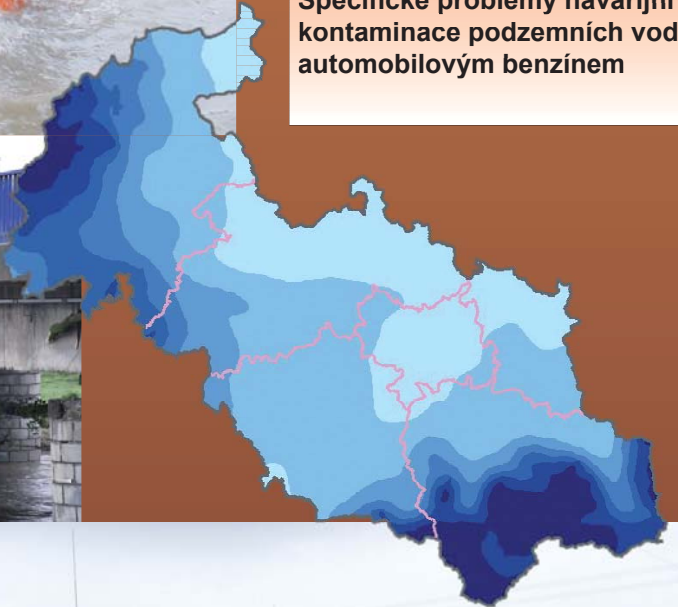 Specifické problémy havarijní
kontaminace podzemních vod
automobilovým benzínem